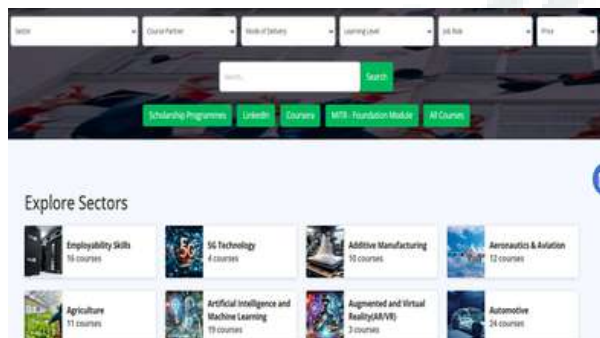 Sector
Course Partner
Mode of Delivery
Learning Level
Job Role
Price
Search...
Search
Scholarship Programmes
LinkedIn
Coursera
MITR - Foundation Module
All Courses
Explore Sectors
Employability Skills
16 courses
5G Technology
4 courses
Additive Manufacturing
10 courses
Aeronautics & Aviation
12 courses
Agriculture
11 courses
Artificial Intelligence and
Machine Learning
19 courses
Augmented and Virtual
Reality(AR/VR)
3 courses
Automotive
24 courses